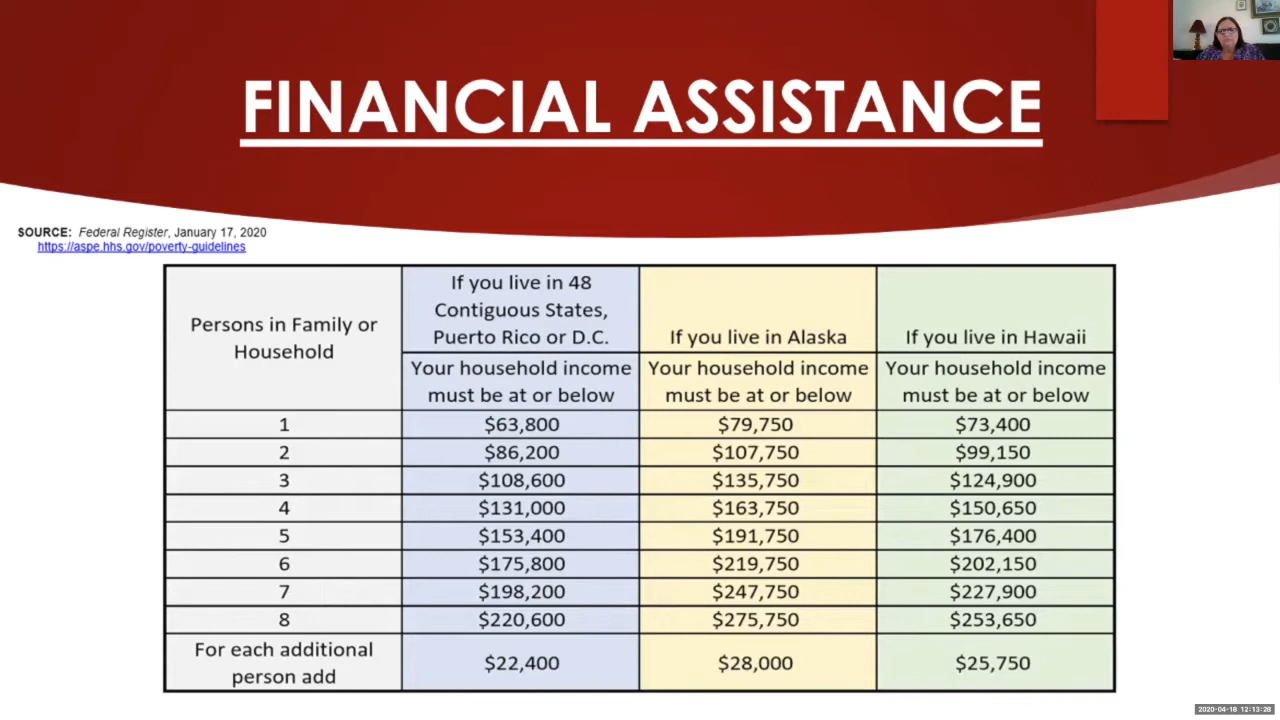 FINANCIAL ASSISTANCE
SOURCE: Federal Register, January 17, 2020
https://aspe.hhs.gov/poverty-guidelines
Persons in Family or
Household
If you live in 48
Contiguous States,
Puerto Rico or D.C.
If you live in Alaska
If you live in Hawaii
Your household income
must be at or below
Your household income
must be at or below
Your household income
must be at or below
1 $63,800 $79,750 $73,400
2 $86,200 $107,750 $99,150
3 $108,600 $135,750 $124,900
4 $131,000 $163,750 $150,650
5 $153,400 $191,750 $176,400
6 $175,800 $219,750 $202,150
7 $198,200 $247,750 $227,900
8 $220,600 $275,750 $253,650
For each additional
person add
$22,400 $28,000 $25,750
2020-04-18 12:13:28